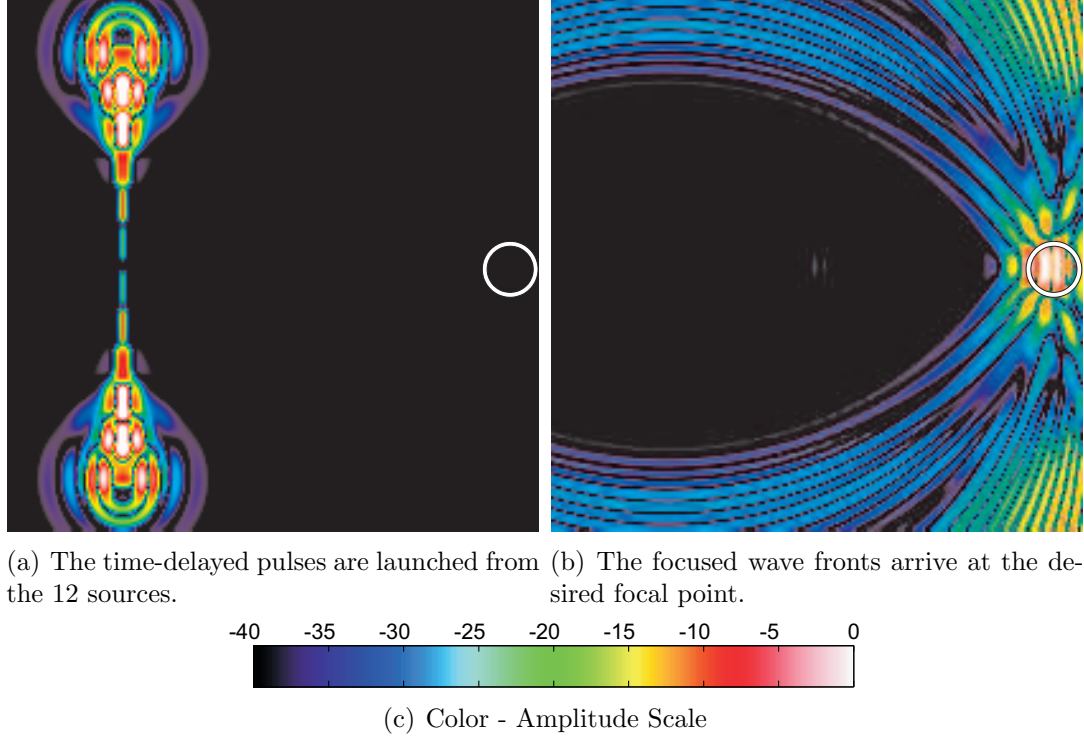 (a) The time-delayed pulses are launched from
the 12 sources.
(b) The focused wave fronts arrive at the de-
sired focal point.
-40 -35 -30 -25 -20 -15 -10 -5 0
(c) Color - Amplitude Scale